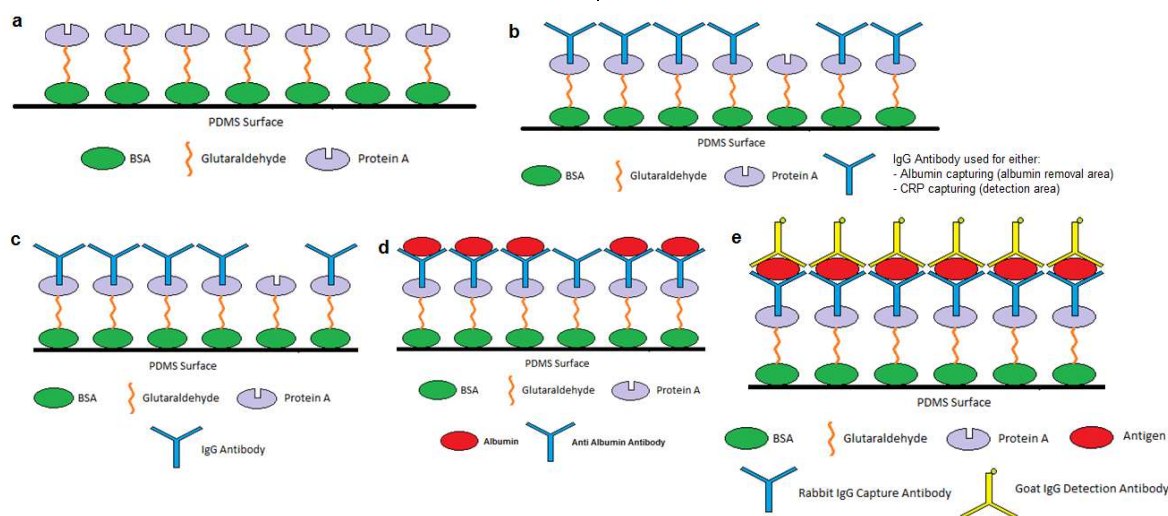 a
PDMS Surface
BSA
Glutaraldehyde
Protein A
b
PDMS Surface
BSA
Glutaraldehyde
Protein A
IgG Antibody used for either:
- Albumin capturing (albumin removal area)
- CRP capturing (detection area)
c
PDMS Surface
BSA
Glutaraldehyde
Protein A
IgG Antibody
d
PDMS Surface
BSA
Glutaraldehyde
Protein A
Albumin
Anti Albumin Antibody
e
PDMS Surface
BSA
Glutaraldehyde
Protein A
Antigen
Rabbit IgG Capture Antibody
Goat IgG Detection Antibody